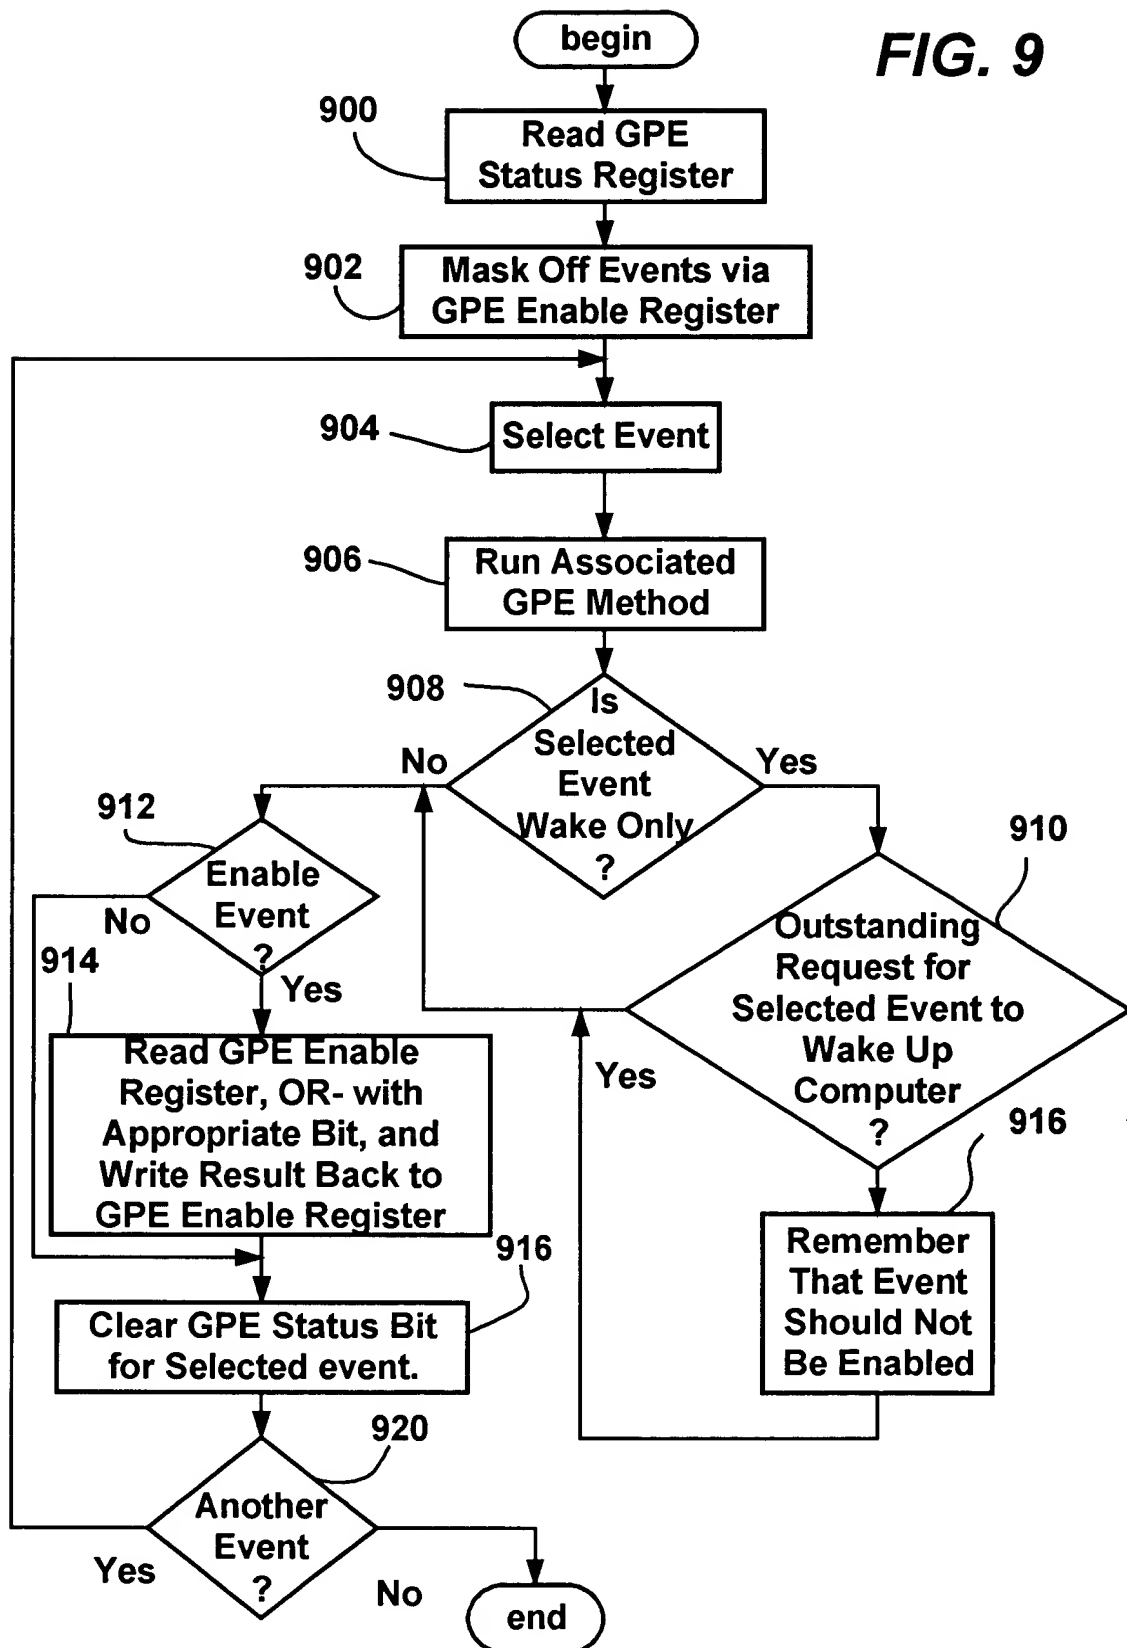 begin
FIG. 9
900
Read GPE
Status Register
902
Mask Off Events via
GPE Enable Register
904
Select Event
906
Run Associated
GPE Method
908
Is
Selected
Event
Wake Only
?
No
Yes
912
Enable
Event
?
No
Yes
910
Outstanding
Request for
Selected Event to
Wake Up
Computer
?
Yes
914
Read GPE Enable
Register, OR- with
Appropriate Bit, and
Write Result Back to
GPE Enable Register
916
Remember
That Event
Should Not
Be Enabled
916
Clear GPE Status Bit
for Selected event.
920
Another
Event
?
Yes
No
end